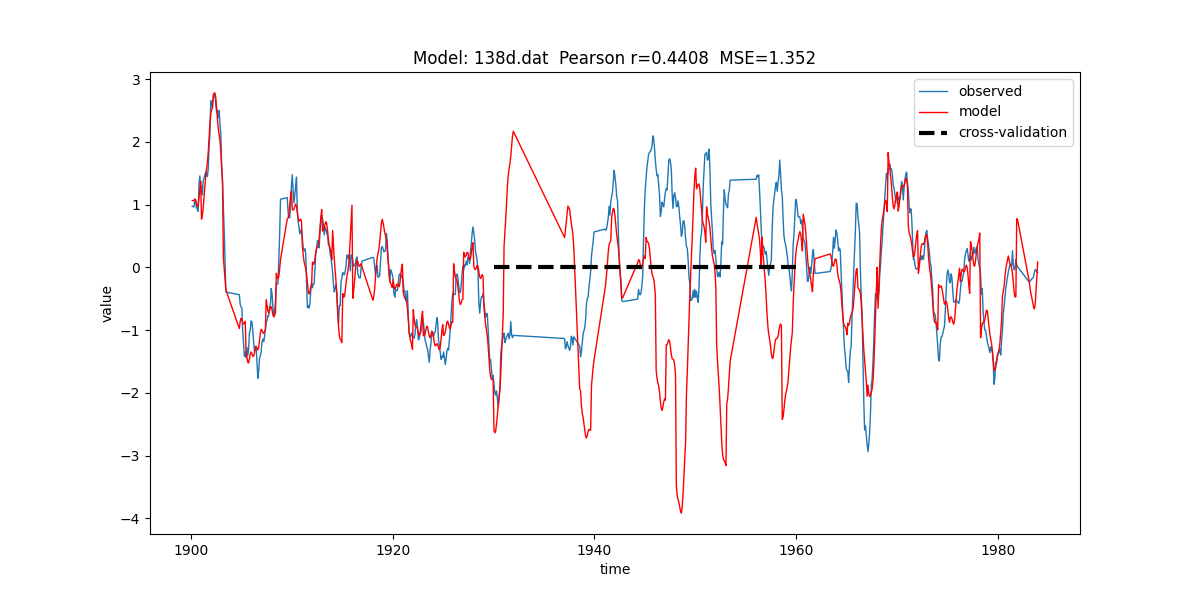 Model: 138d.dat  Pearson r=0.4408  MSE=1.352
observed
model
cross-validation
3
2
1
0
−1
−2
−3
−4
value
1900 1920 1940 1960 1980
time